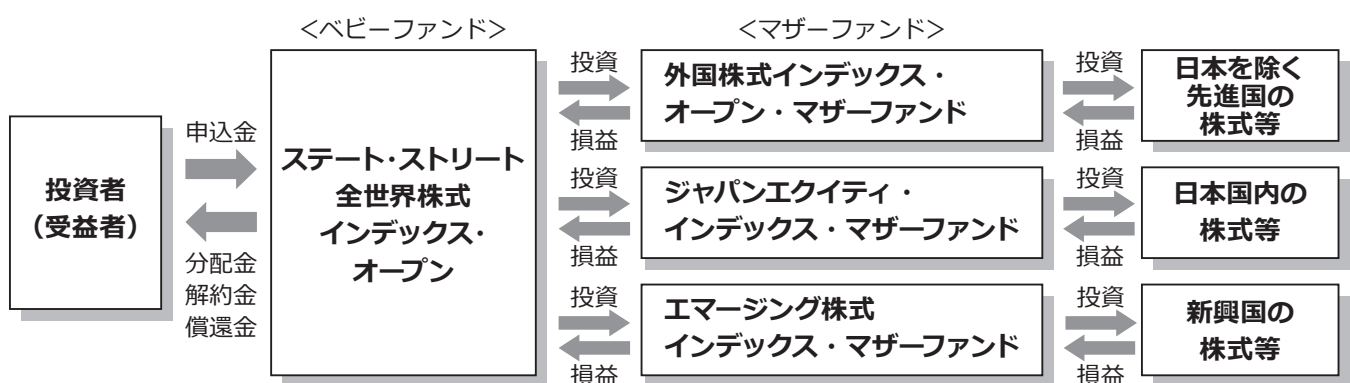 ＜ベビーファンド＞
＜マザーファンド＞
投資者
（受益者）
申込金
分配金
解約金
償還金
ステート・ストリート
全世界株式
インデックス・
オープン
投資
損益
外国株式インデックス・
オープン・マザーファンド
投資
損益
日本を除く
先進国の
株式等
投資
損益
ジャパンエクイティ・
インデックス・マザーファンド
投資
損益
日本国内の
株式等
投資
損益
エマージング株式
インデックス・マザーファンド
投資
損益
新興国の
株式等